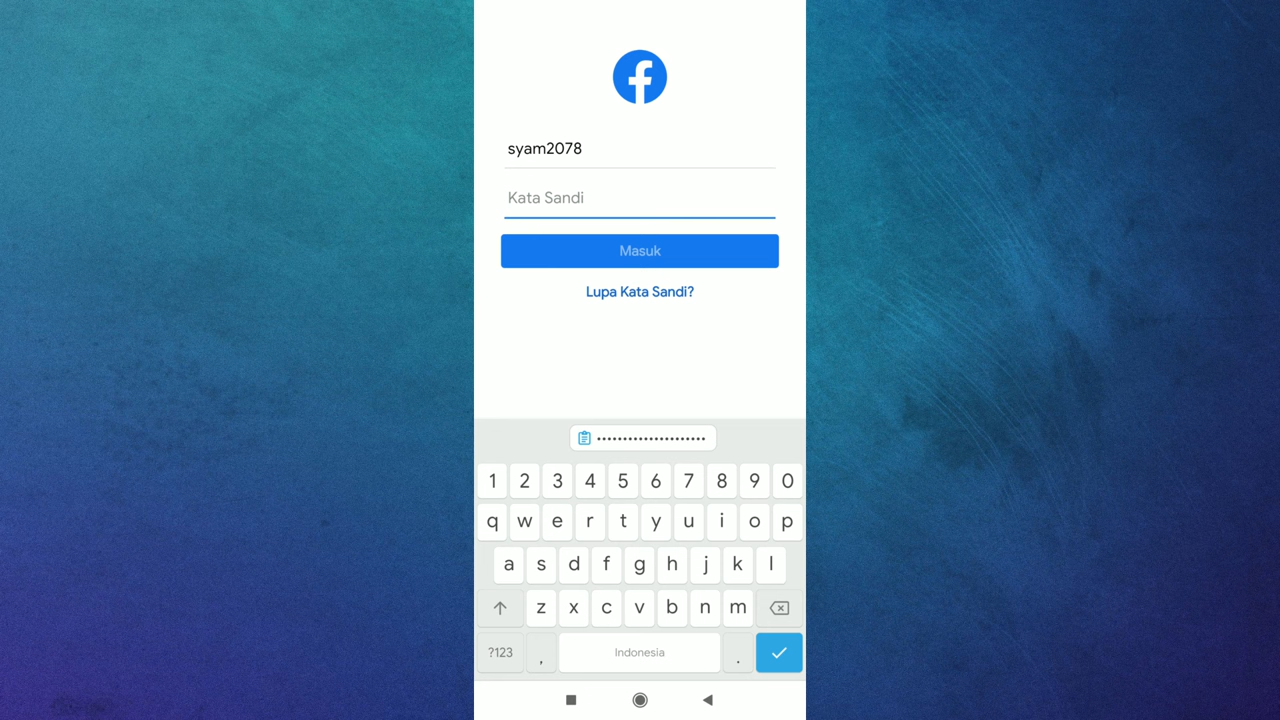 syam2078
Kata Sandi
Masuk
Lupa Kata Sandi?
•••••••••••••••••••••
1 2 3 4 5 6 7 8 9 0
q w e r t y u i o p
a s d f g h j k l
z x c v b n m
?123 , Indonesia .